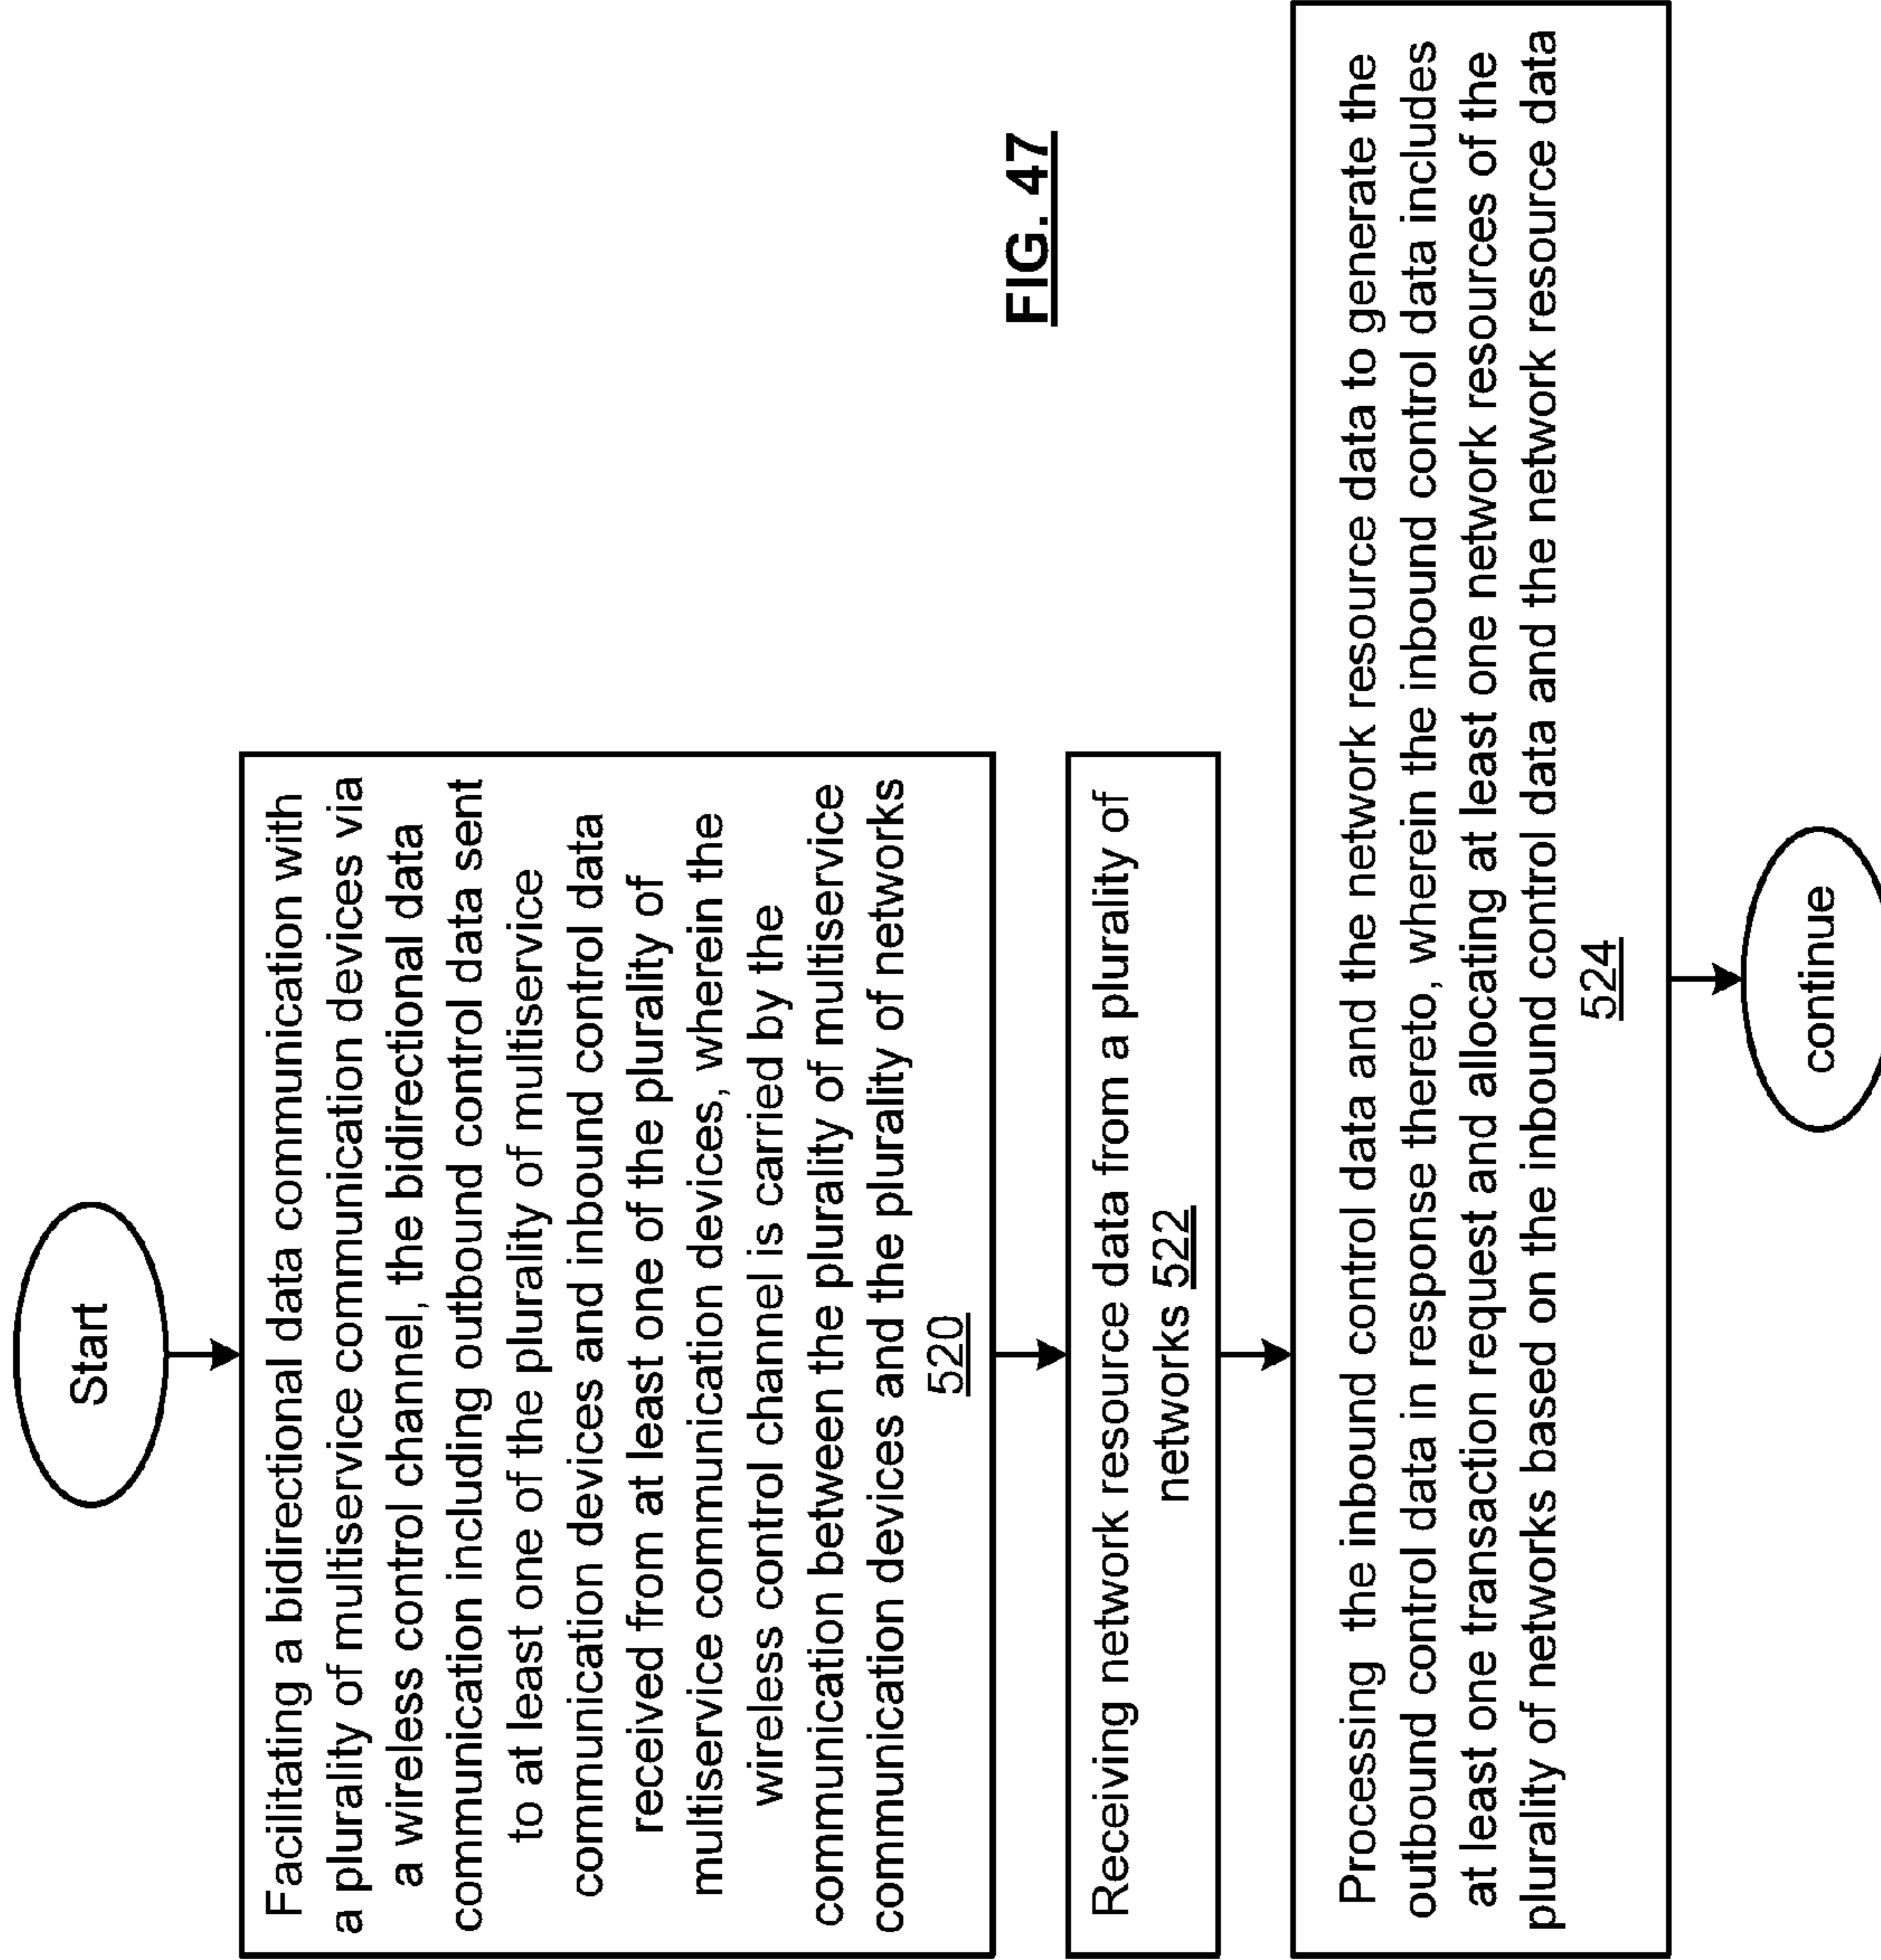 Start
Facilitating a bidirectional data communication with
a plurality of multiservice communication devices via
a wireless control channel, the bidirectional data
communication including outbound control data sent
to at least one of the plurality of multiservice
communication devices and inbound control data
received from at least one of the plurality of
multiservice communication devices, wherein the
wireless control channel is carried by the
communication between the plurality of multiservice
communication devices and the plurality of networks
520
Receiving network resource data from a plurality of
networks 522
Processing the inbound control data and the network resource data to generate the
outbound control data in response thereto, wherein the inbound control data includes
at least one transaction request and allocating at least one network resources of the
plurality of networks based on the inbound control data and the network resource data
524
continue
FIG. 47